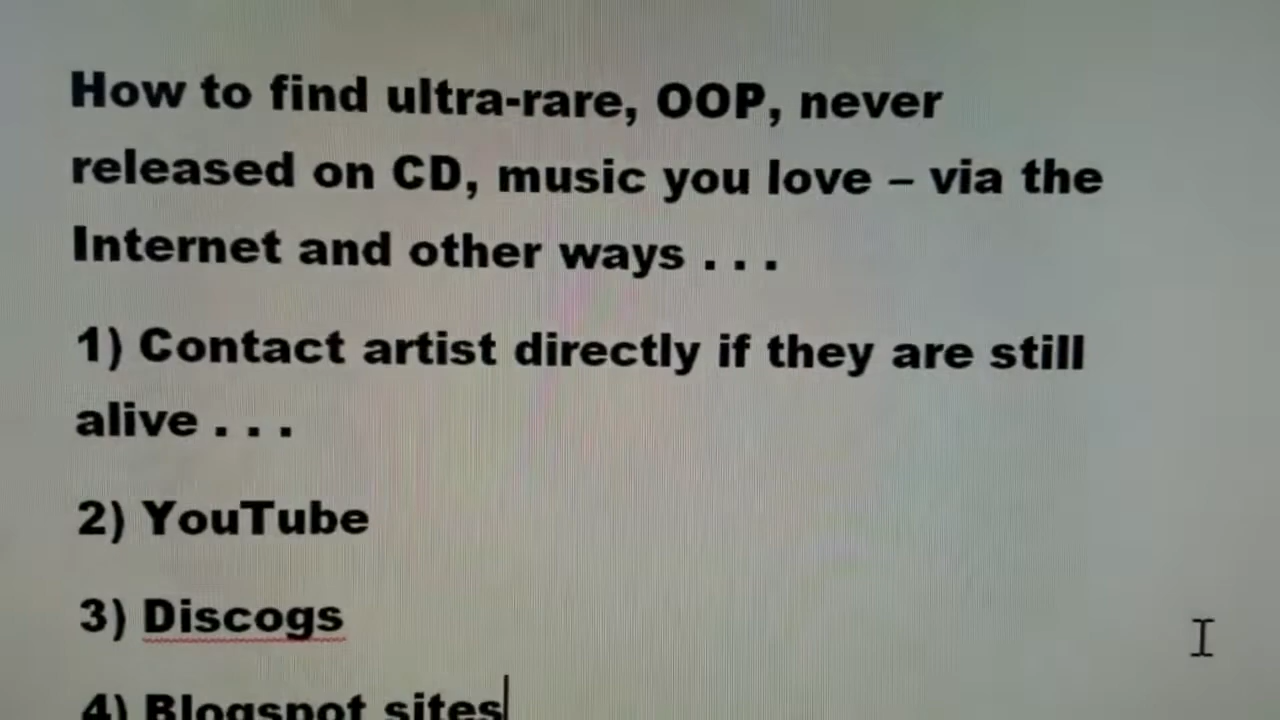 How to find ultra-rare, OOP, never
released on CD, music you love – via the
Internet and other ways . . .
1) Contact artist directly if they are still
alive . . .
2) YouTube
3) Discogs
4) Blogspot sites